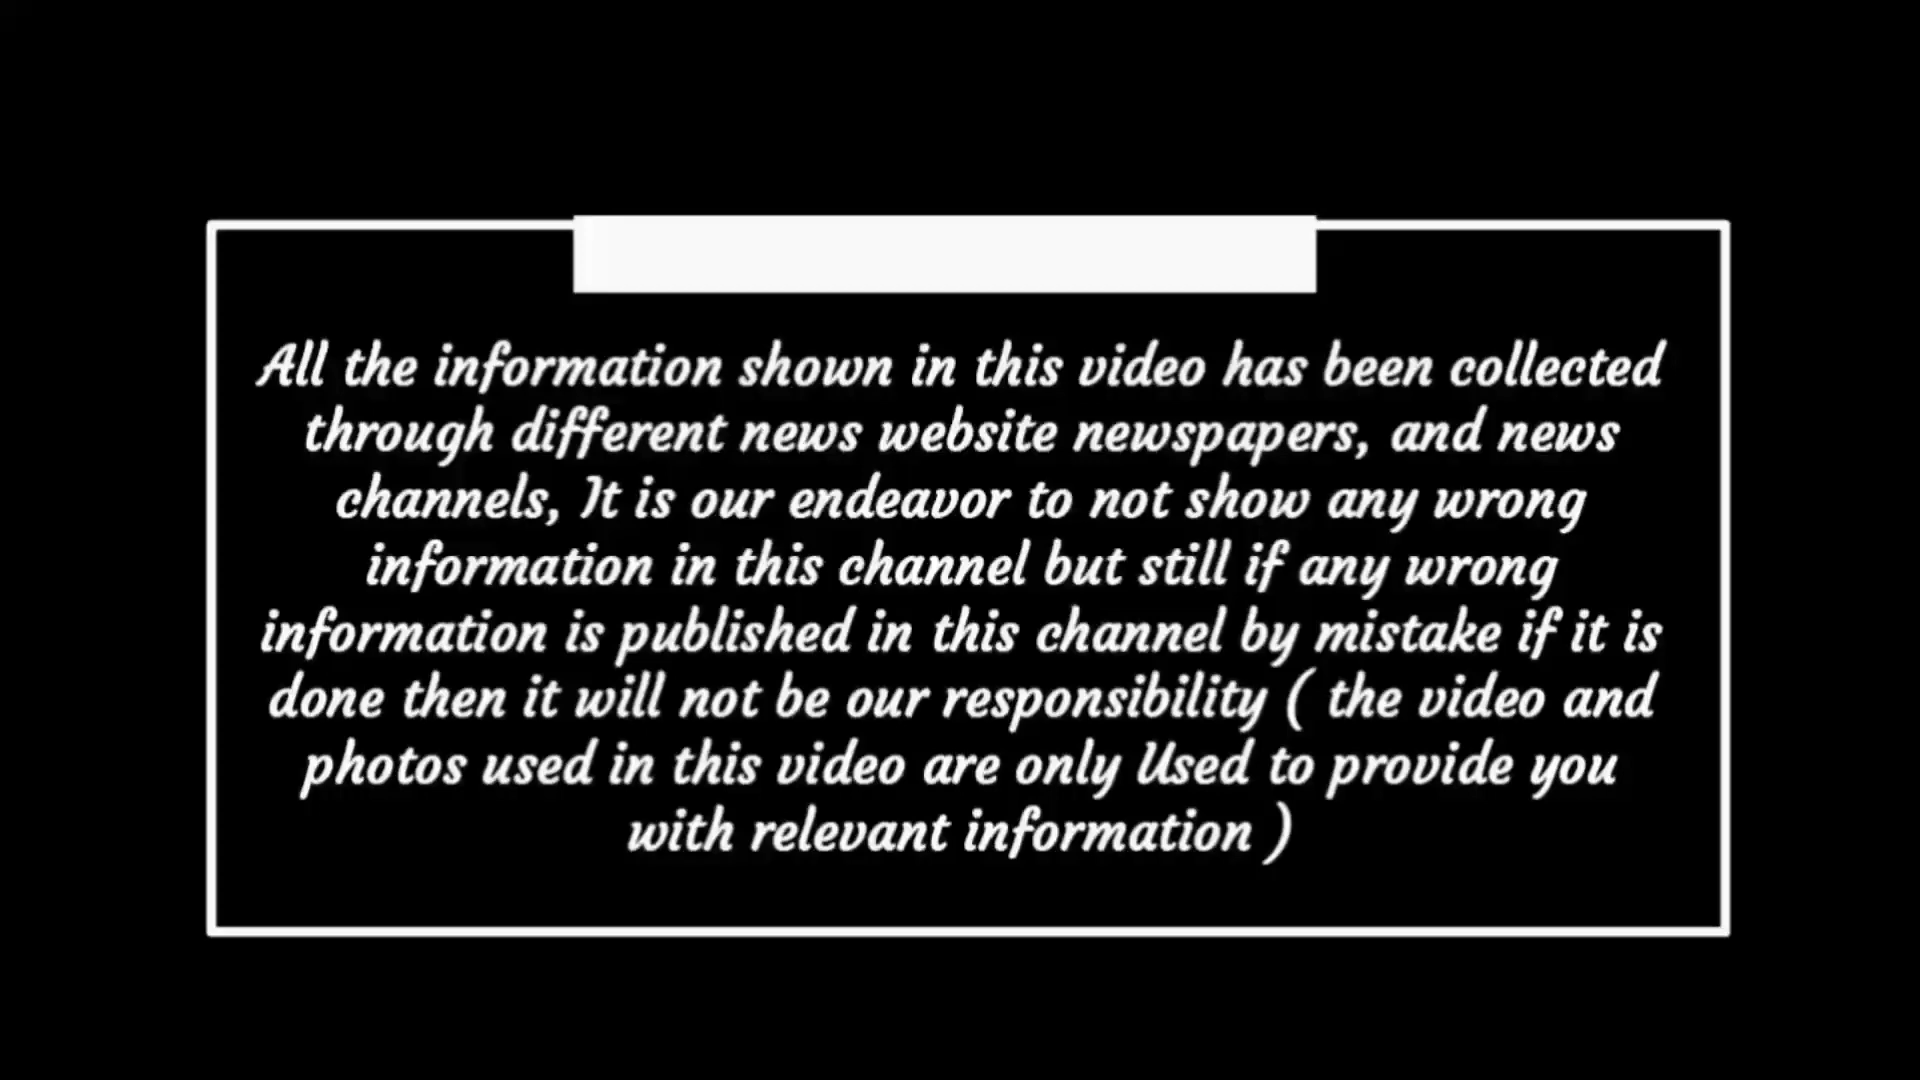 All the information shown in this video has been collected
through different news website newspapers, and news
channels, It is our endeavor to not show any wrong
information in this channel but still if any wrong
information is published in this channel by mistake if it is
done then it will not be our responsibility ( the video and
photos used in this video are only Used to provide you
with relevant information )